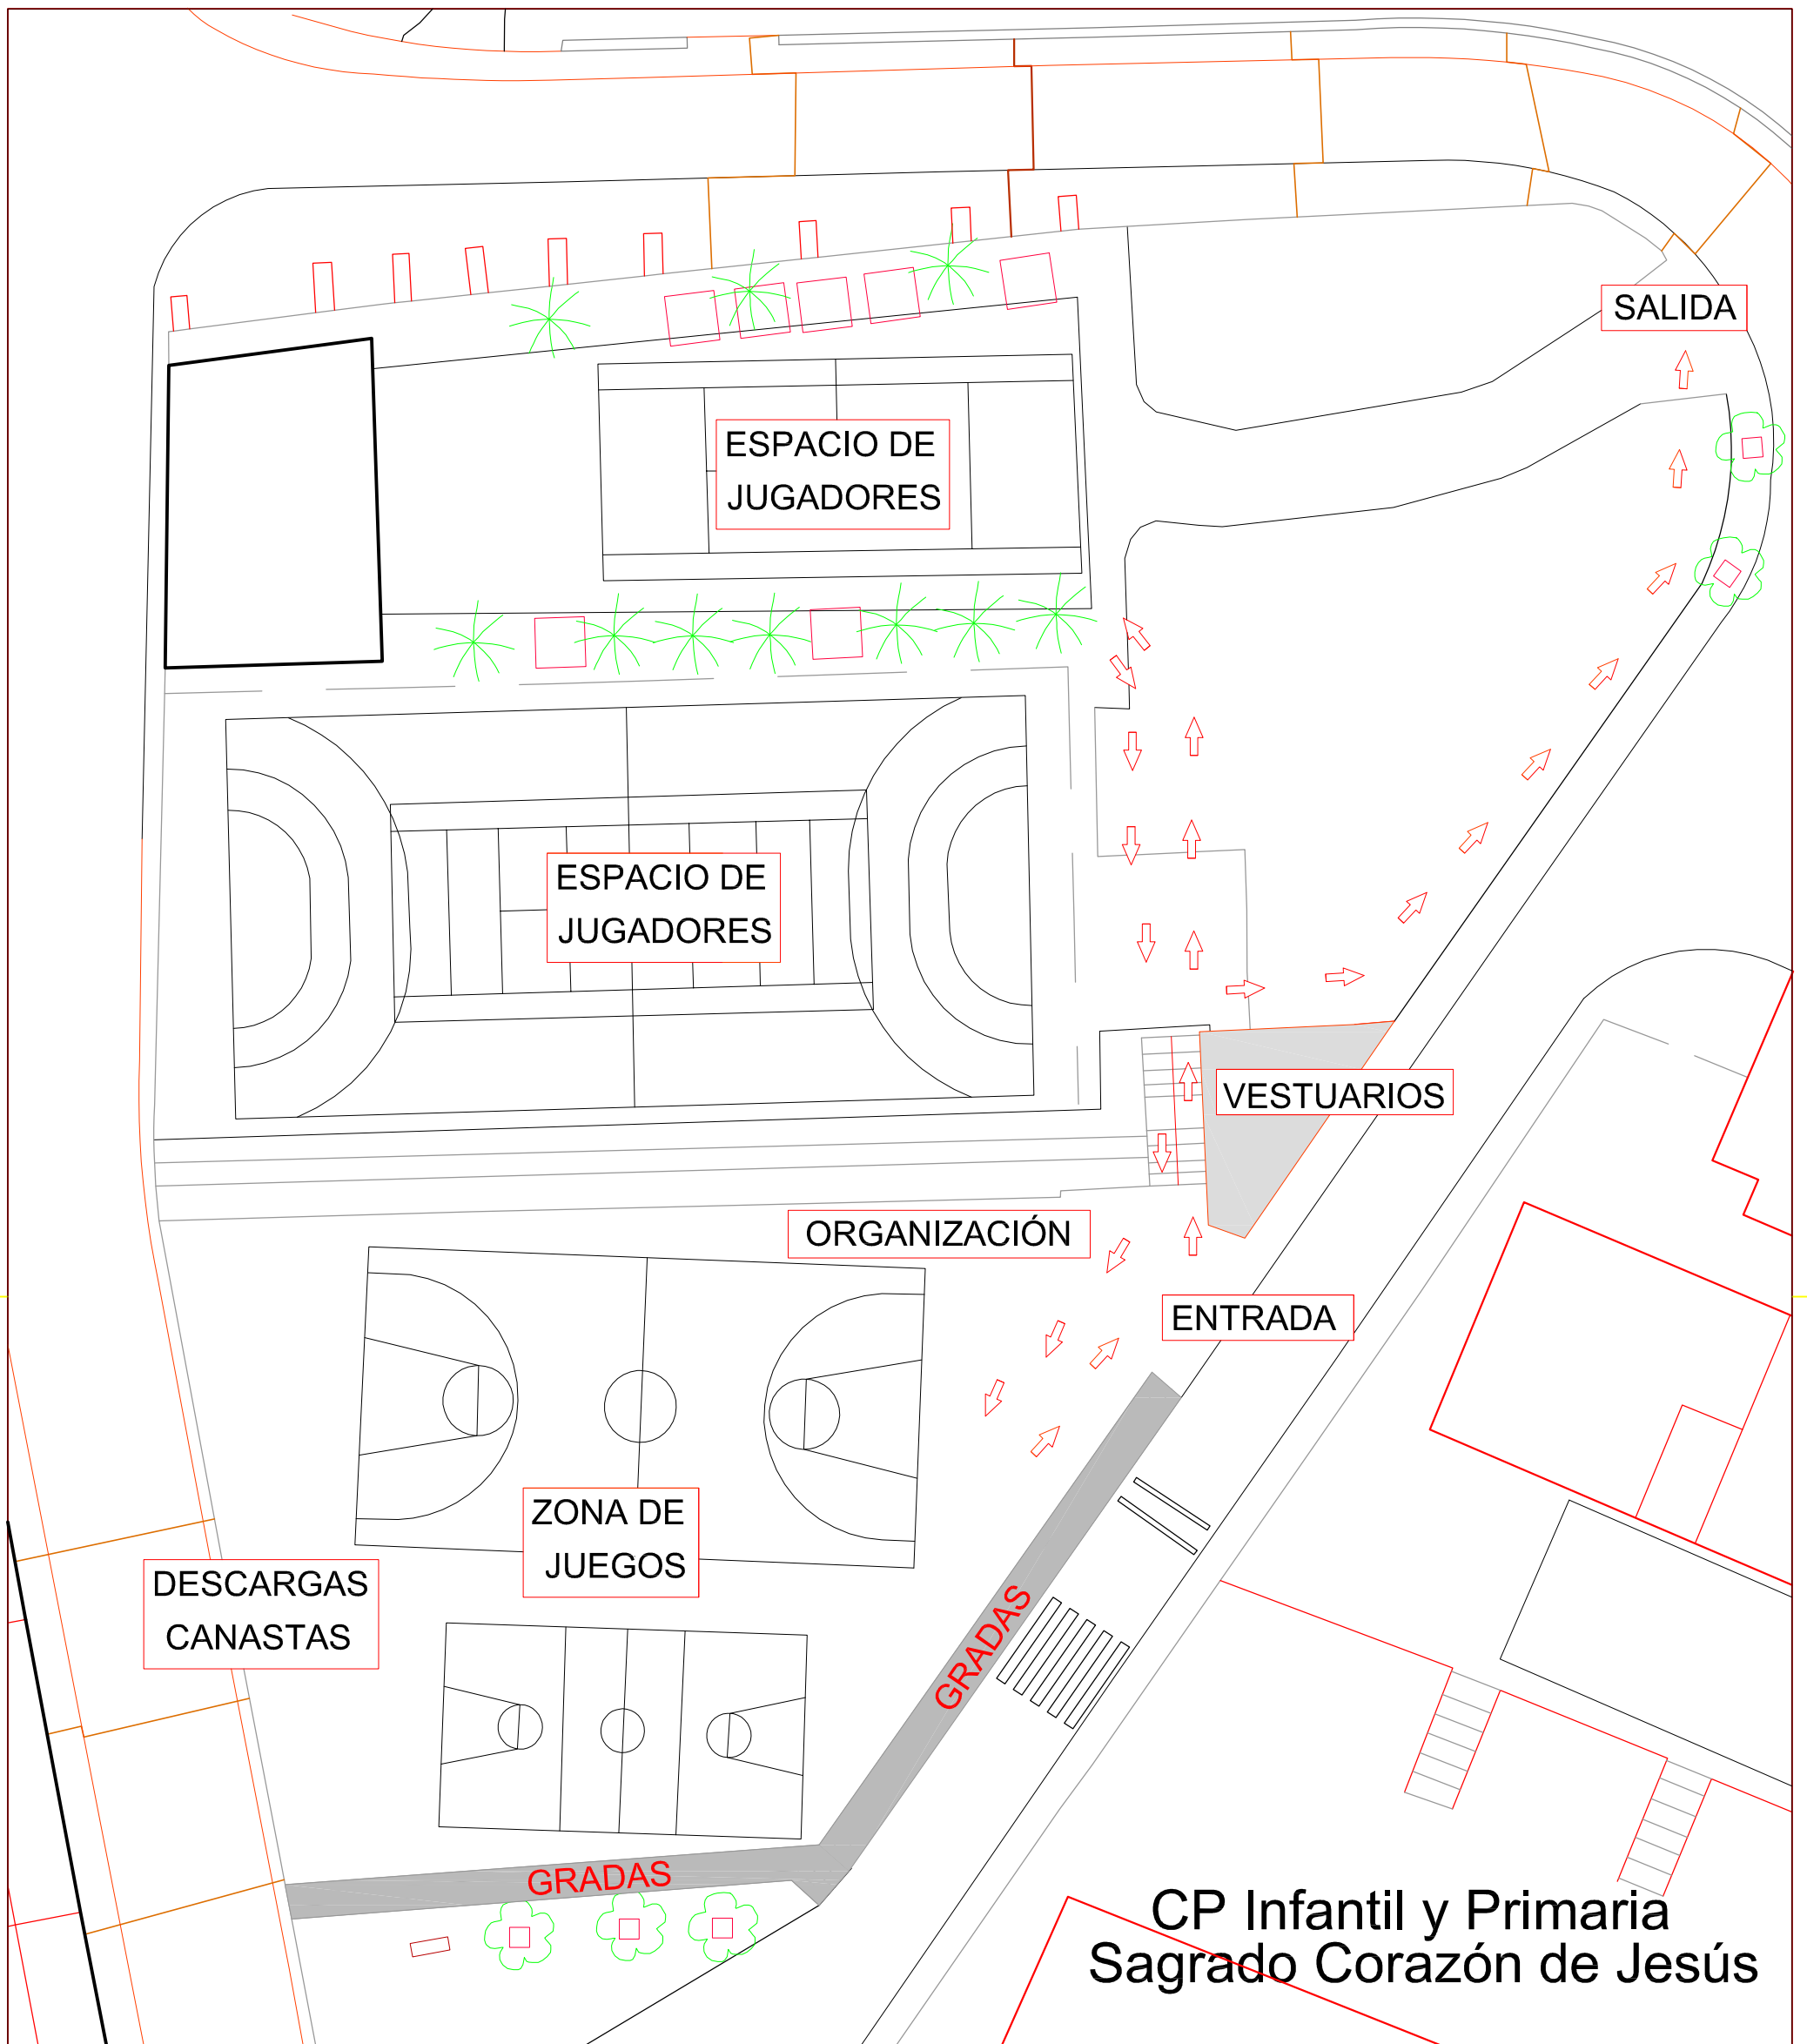 SALIDA
ESPACIO DE
JUGADORES
ESPACIO DE
JUGADORES
VESTUARIOS
ORGANIZACIÓN
ENTRADA
ZONA DE
JUEGOS
DESCARGAS
CANASTAS
GRADAS
GRADAS
CP Infantil y Primaria
Sagrado Corazón de Jesús